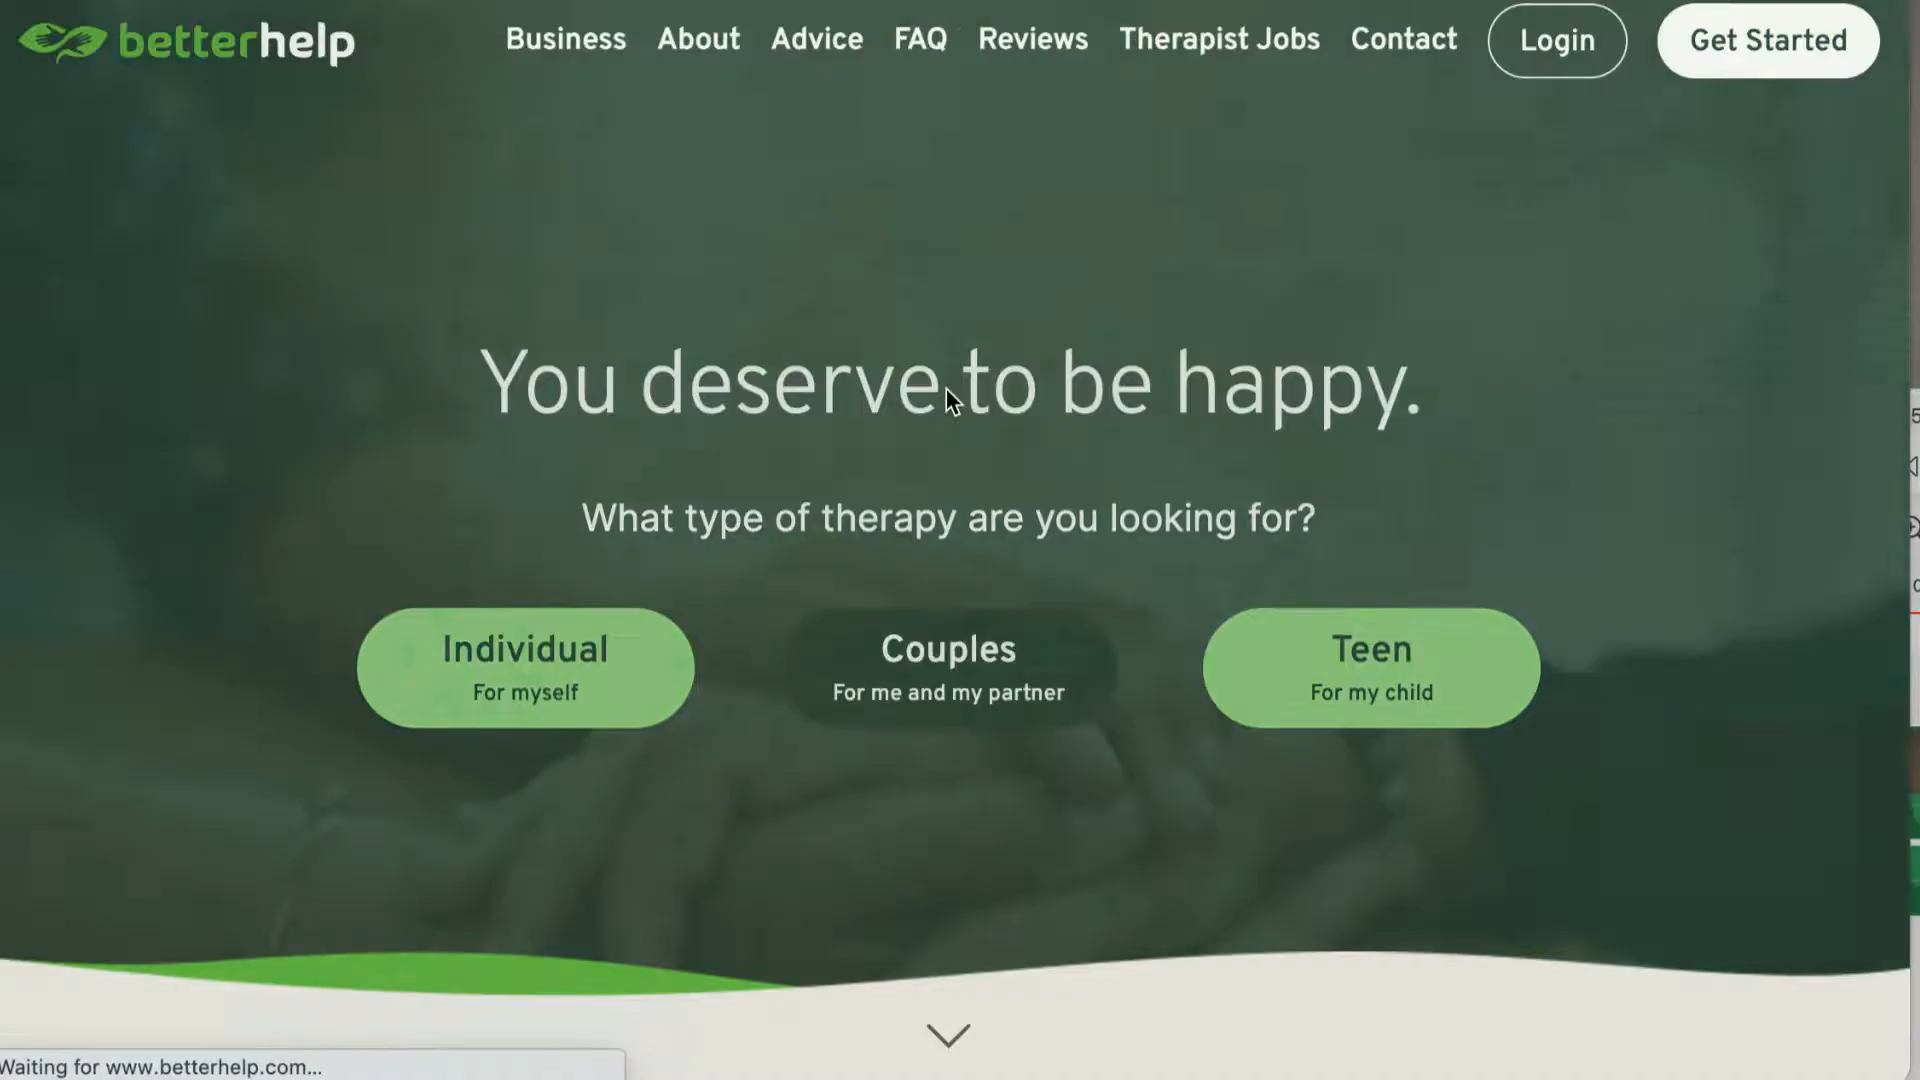 betterhelp
Business About Advice FAQ Reviews Therapist Jobs Contact Login Get Started
You deserve to be happy.
What type of therapy are you looking for?
Individual
For myself
Couples
For me and my partner
Teen
For my child
Waiting for www.betterhelp.com...